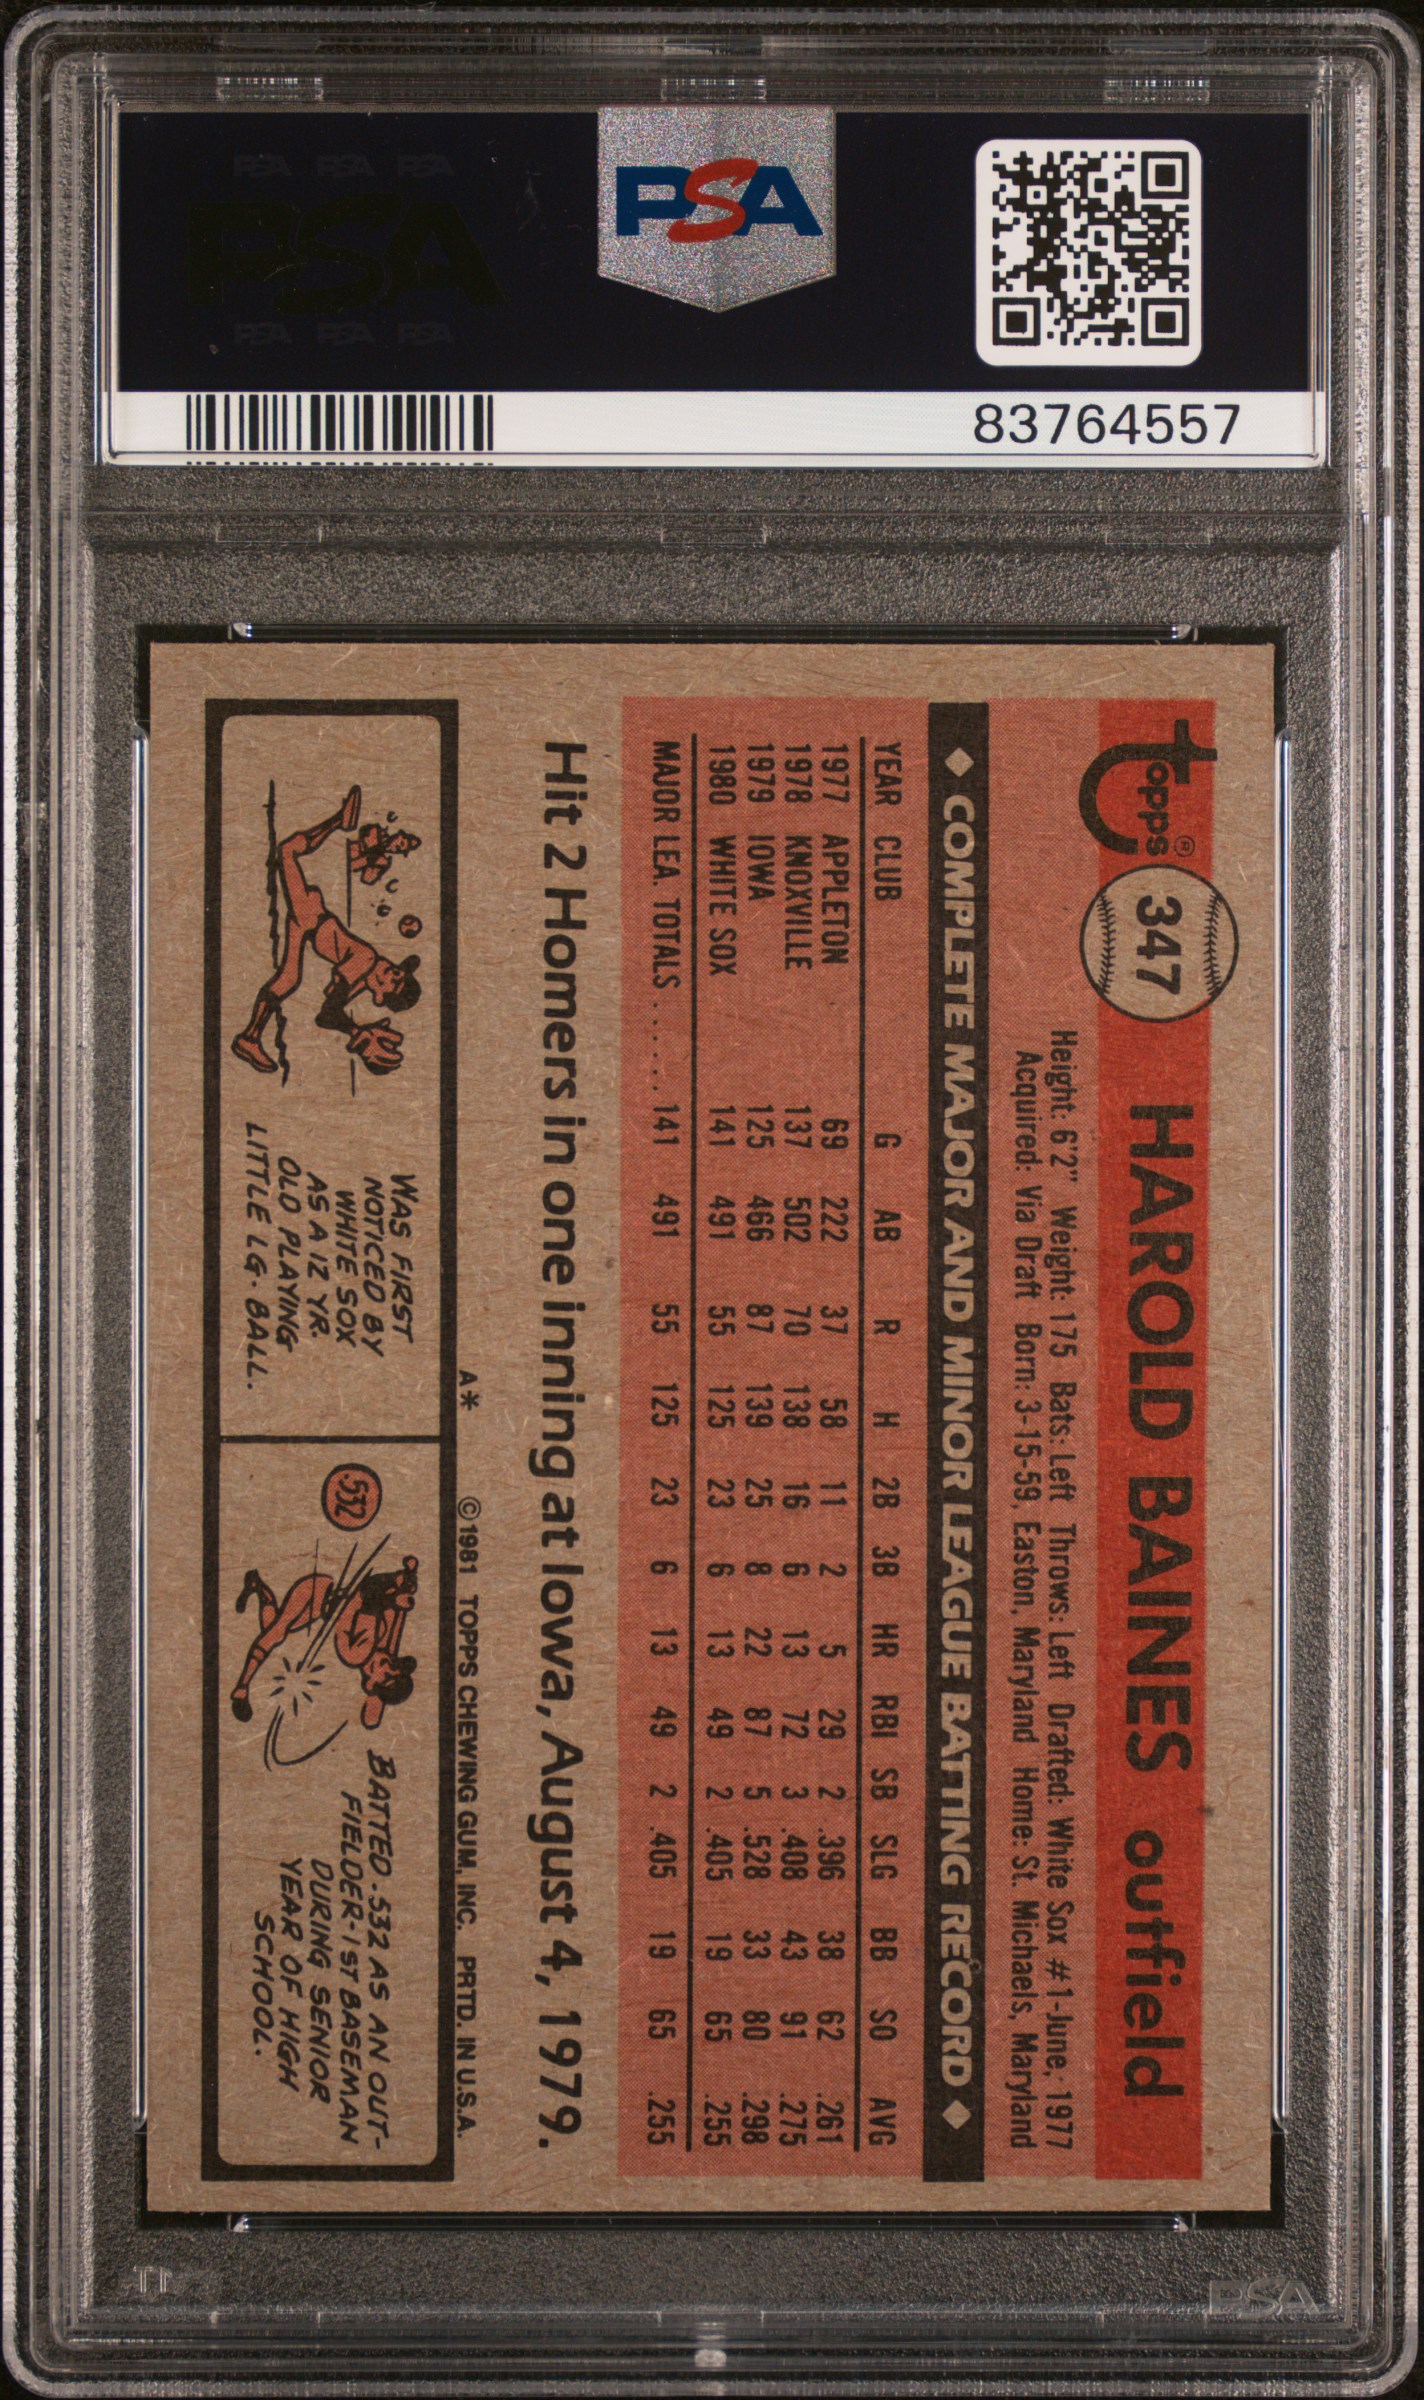 PSA PSA PSA
PSA
PSA PSA PSA
PSA
83764557
Topps®
347
HAROLD BAINES outfield
Height: 6'2" Weight: 175 Bats: Left Throws: Left Drafted: White Sox #1-June, 1977
Acquired: Via Draft Born: 3-15-59, Easton, Maryland Home: St. Michaels, Maryland
◆ COMPLETE MAJOR AND MINOR LEAGUE BATTING RECORD ◆
YEAR CLUB G AB R H 2B 3B HR RBI SB SLG BB SO AVG
1977 APPLETON 69 222 37 58 11 2 5 29 2 .396 38 62 .261
1978 KNOXVILLE 137 502 70 138 16 6 13 72 3 .408 43 91 .275
1979 IOWA 125 466 87 139 25 8 22 87 5 .528 33 80 .298
1980 WHITE SOX 141 491 55 125 23 6 13 49 2 .405 19 65 .255
MAJOR LEA. TOTALS ...... 141 491 55 125 23 6 13 49 2 .405 19 65 .255
Hit 2 Homers in one inning at Iowa, August 4, 1979.
A* ©1981 TOPPS CHEWING GUM, INC. PRTD. IN U.S.A.
WAS FIRST
NOTICED BY
WHITE SOX
AS A 12 YR.
OLD PLAYING
LITTLE LG. BALL.
532
BATTED .532 AS AN OUT-
FIELDER-1ST BASEMAN
DURING SENIOR
YEAR OF HIGH
SCHOOL.
PSA